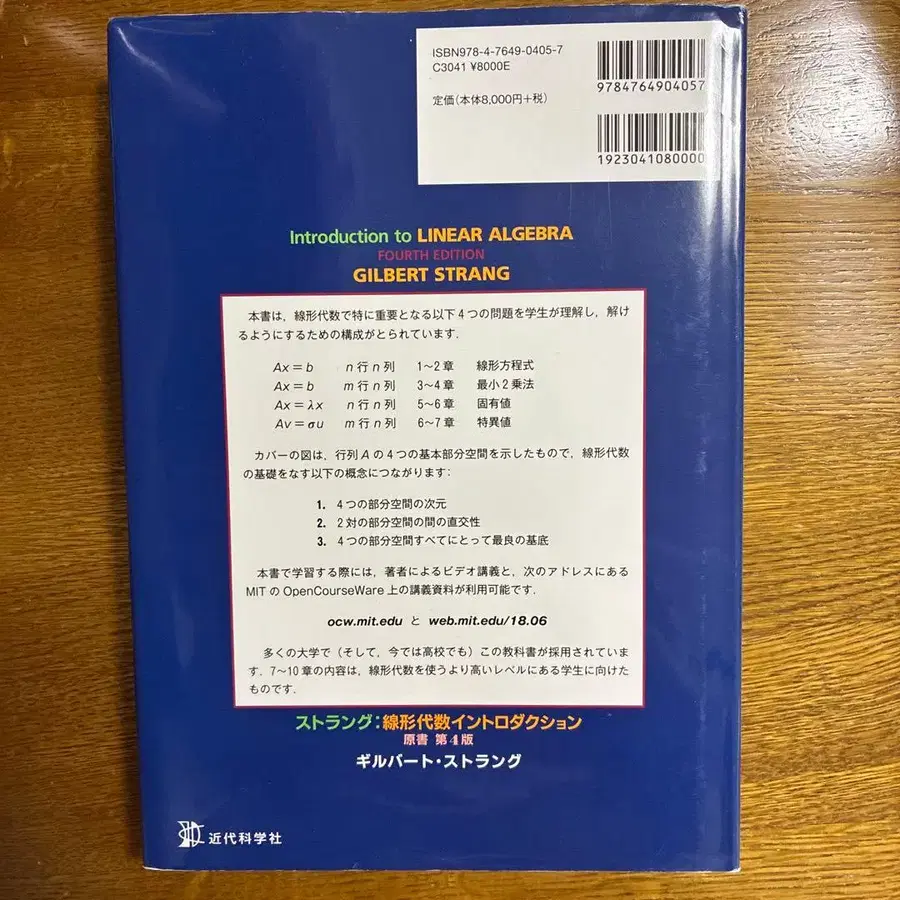 ISBN978-4-7649-0405-7
C3041 ¥8000E
定価(本体8,000円+税)
9784764904057
1923041080000
Introduction to LINEAR ALGEBRA
FOURTH EDITION
GILBERT STRANG
本書は，線形代数で特に重要となる以下4つの問題を学生が理解し，解け
るようにするための構成がとられています．
Ax = b n行n列 1〜2章 線形方程式
Ax = b m行n列 3〜4章 最小2乗法
Ax = λx n行n列 5〜6章 固有値
Av = σu m行n列 6〜7章 特異値
カバーの図は，行列Aの4つの基本部分空間を示したもので，線形代数
の基礎をなす以下の概念につながります：
1. 4つの部分空間の次元
2. 2対の部分空間の間の直交性
3. 4つの部分空間すべてにとって最良の基底
本書で学習する際には，著者によるビデオ講義と，次のアドレスにある
MITのOpenCourseWare上の講義資料が利用可能です．
ocw.mit.edu と web.mit.edu/18.06
多くの大学で（そして，今では高校でも）この教科書が採用されていま
す．7〜10章の内容は，線形代数を使うより高いレベルにある学生に向けた
ものです．
ストラング：線形代数イントロダクション
原書 第4版
ギルバート・ストラング
近代科学社